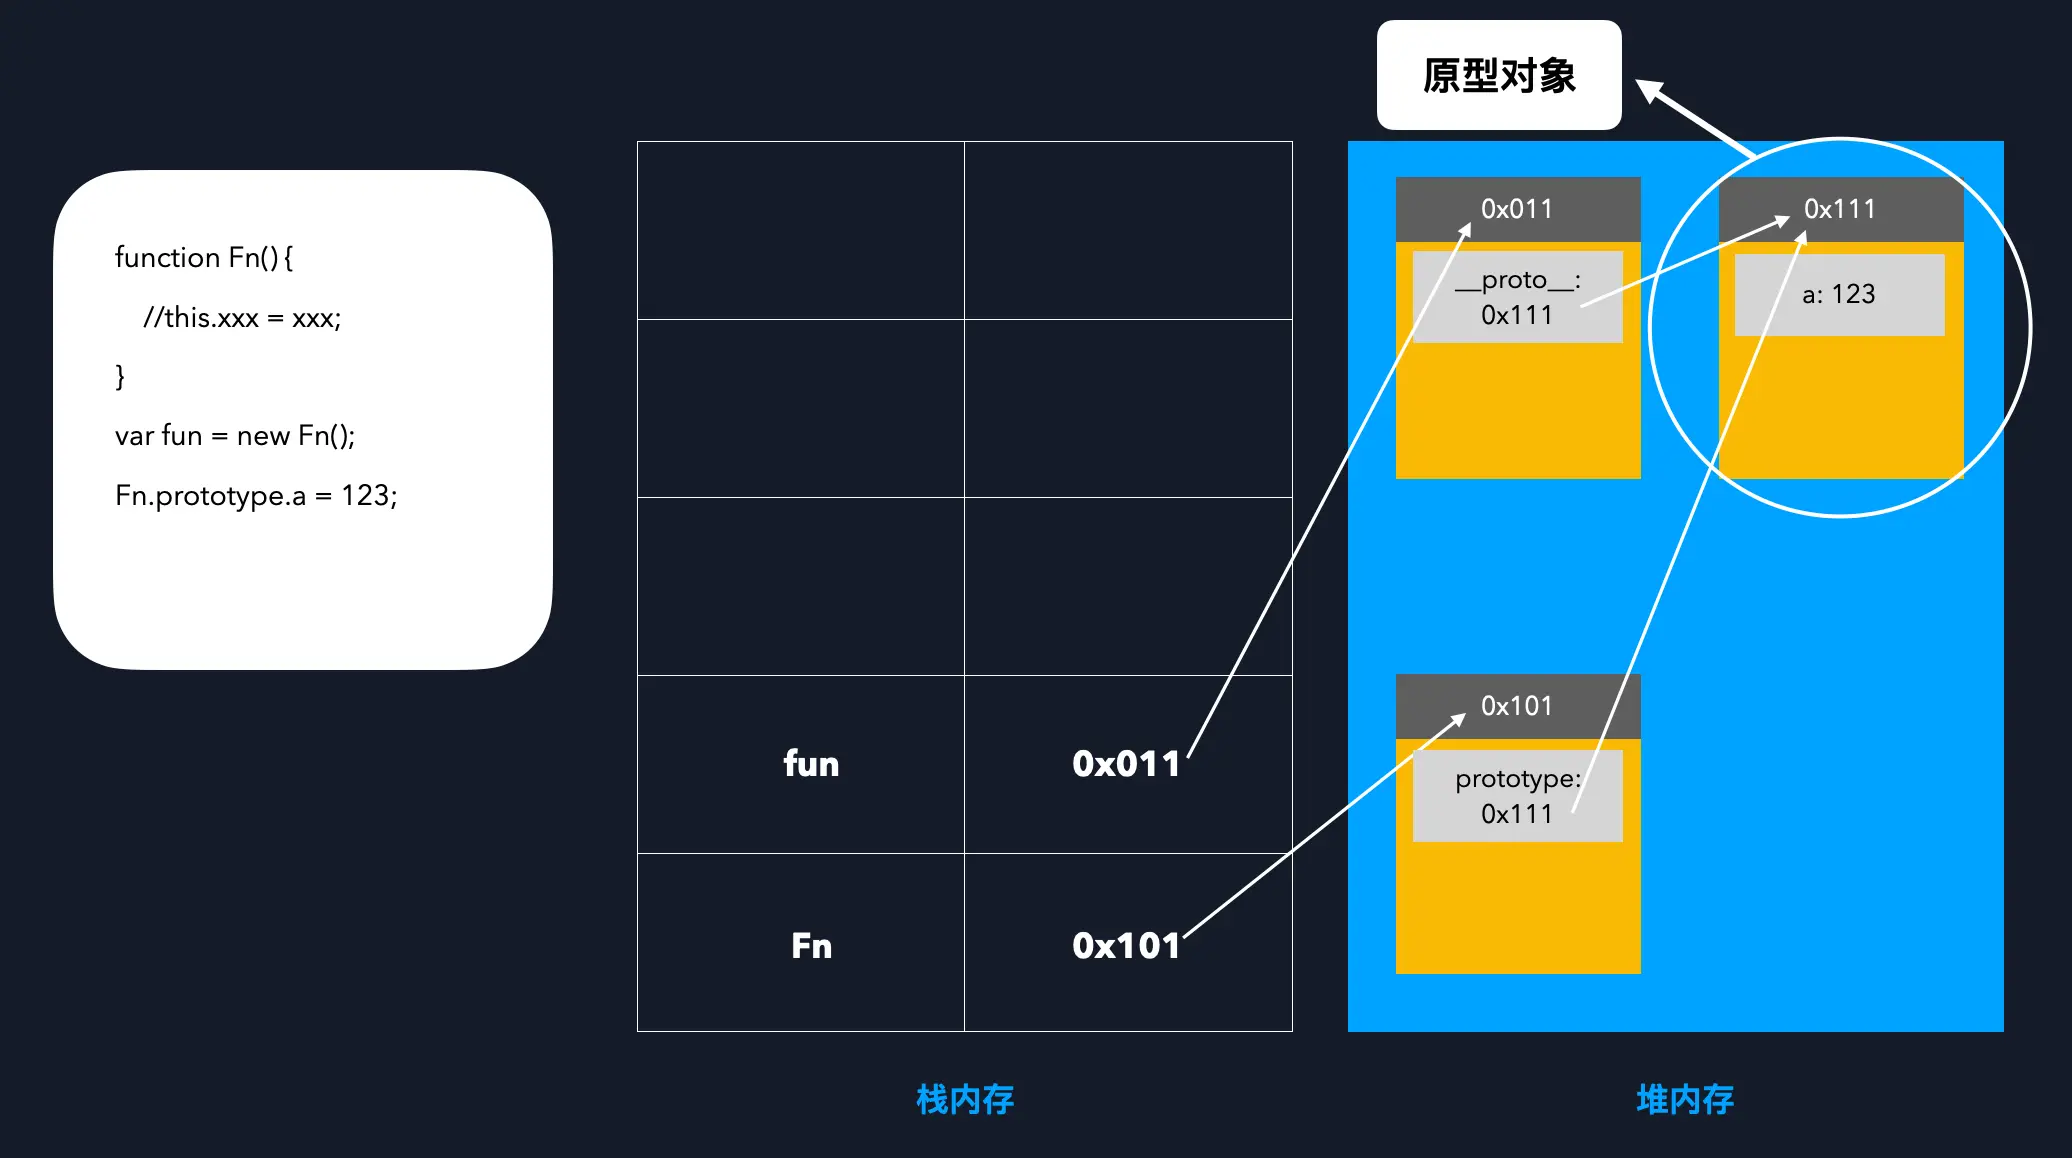 原型对象
function Fn() {
//this.xxx = xxx;
}
var fun = new Fn();
Fn.prototype.a = 123;
fun
0x011
Fn
0x101
栈内存
0x011
__proto__:
0x111
0x111
a: 123
0x101
prototype:
0x111
堆内存